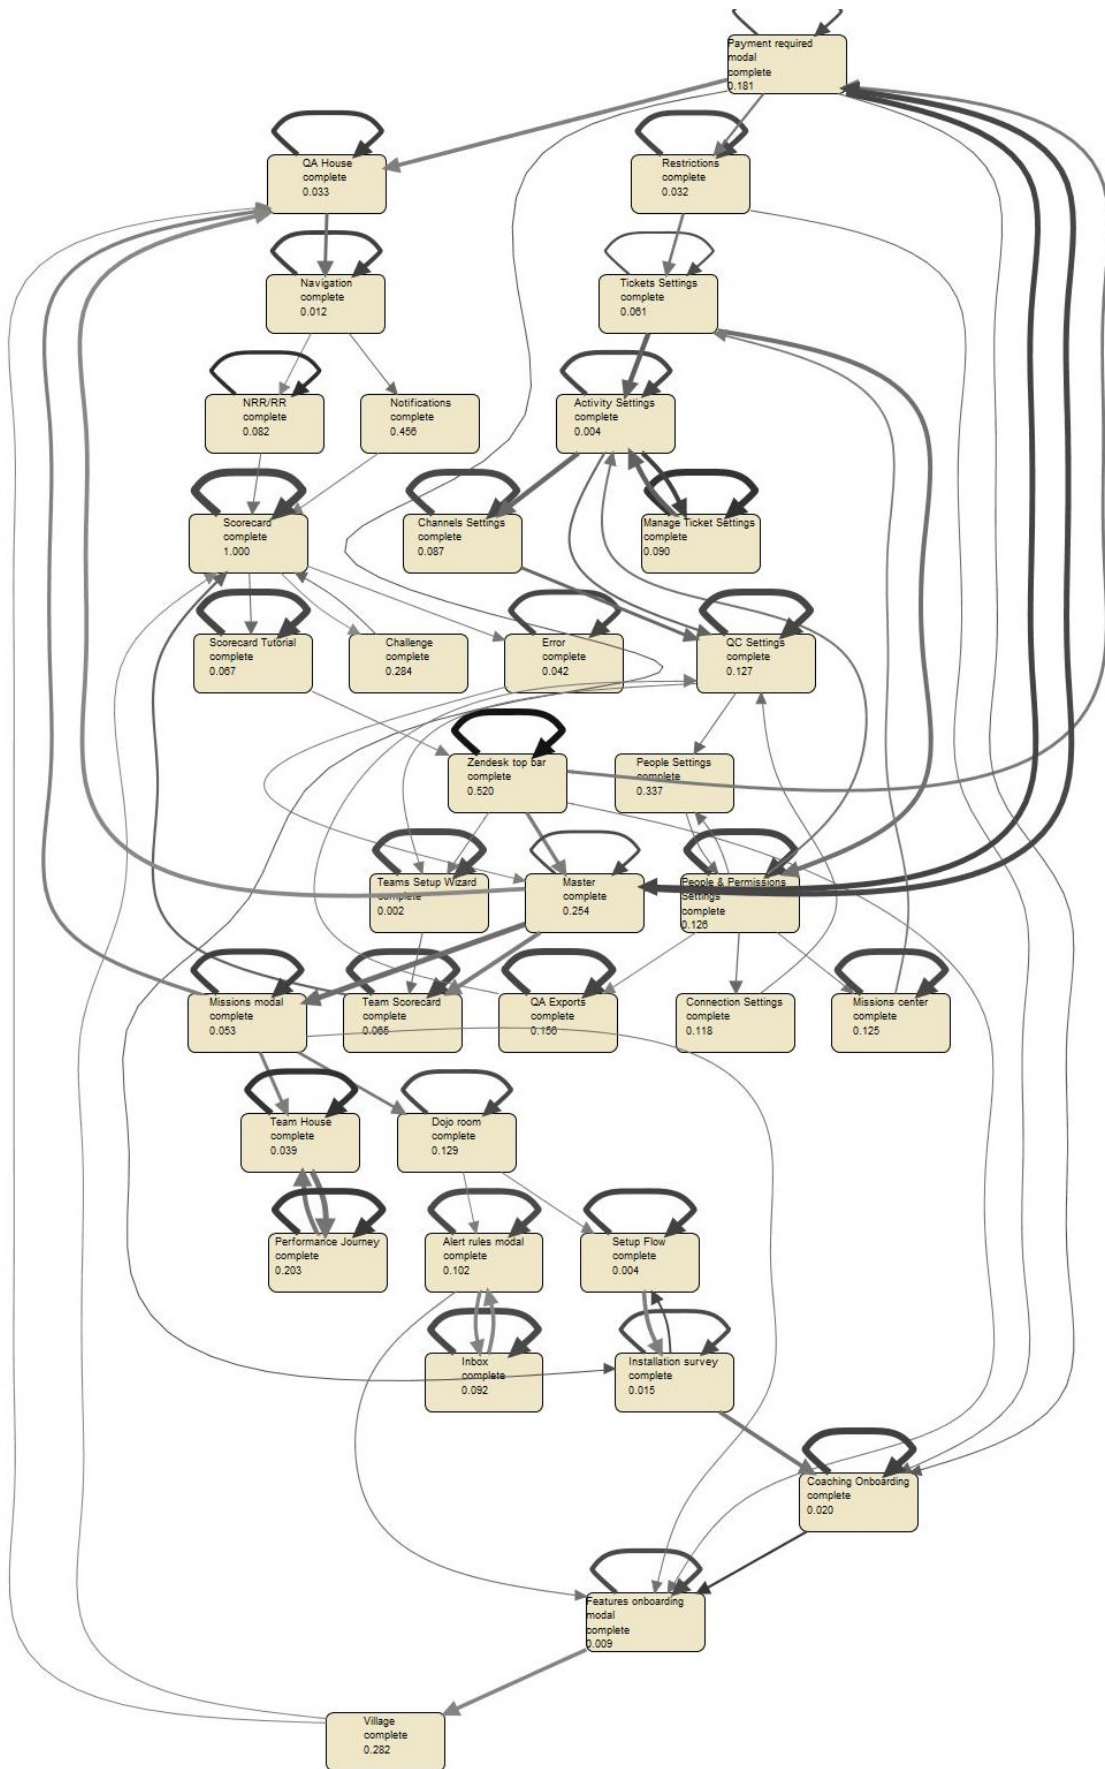 Payment required
modal
complete
0.181
QA House
complete
0.033
Restrictions
complete
0.032
Navigation
complete
0.012
Tickets Settings
complete
0.061
NRR/RR
complete
0.082
Notifications
complete
0.456
Activity Settings
complete
0.004
Scorecard
complete
1.000
Channels Settings
complete
0.087
Manage Ticket Settings
complete
0.090
Scorecard Tutorial
complete
0.067
Challenge
complete
0.284
Error
complete
0.042
QC Settings
complete
0.127
Zendesk top bar
complete
0.520
People Settings
complete
0.337
Teams Setup Wizard
complete
0.002
Master
complete
0.254
People & Permissions
Settings
complete
0.126
Missions modal
complete
0.053
Team Scorecard
complete
0.065
QA Exports
complete
0.156
Connection Settings
complete
0.118
Missions center
complete
0.125
Team House
complete
0.039
Dojo room
complete
0.129
Performance Journey
complete
0.203
Alert rules modal
complete
0.102
Setup Flow
complete
0.004
Inbox
complete
0.092
Installation survey
complete
0.015
Coaching Onboarding
complete
0.020
Features onboarding
modal
complete
0.009
Village
complete
0.282